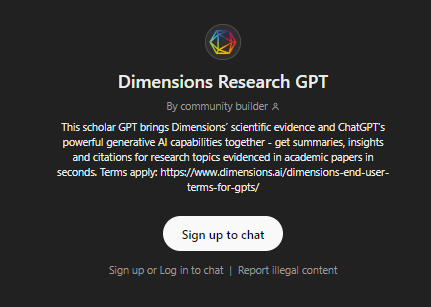 Dimensions Research GPT
By community builder
This scholar GPT brings Dimensions' scientific evidence and ChatGPT's
powerful generative AI capabilities together - get summaries, insights
and citations for research topics evidenced in academic papers in
seconds. Terms apply: https://www.dimensions.ai/dimensions-end-user-
terms-for-gpts/
Sign up to chat
Sign up or Log in to chat | Report illegal content